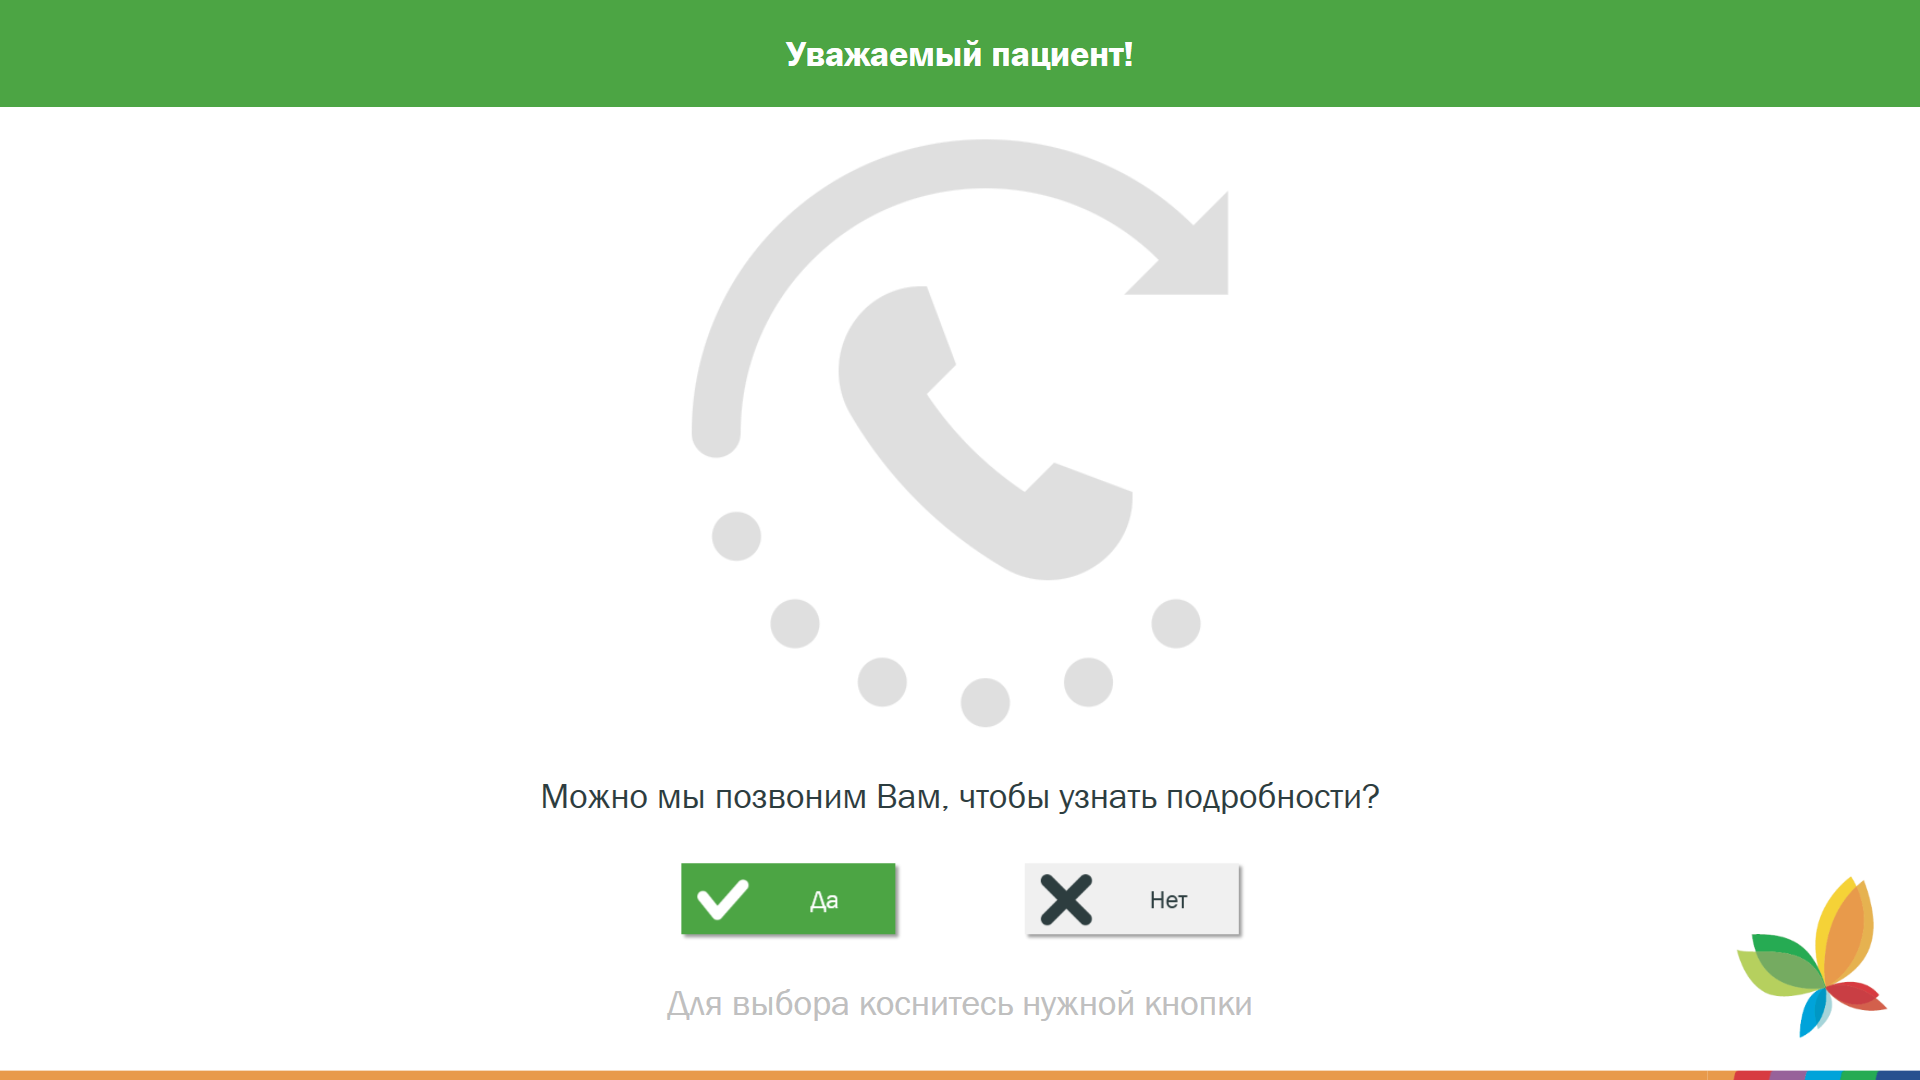 Уважаемый пациент!
Можно мы позвоним Вам, чтобы узнать подробности?
Да
Нет
Для выбора коснитесь нужной кнопки